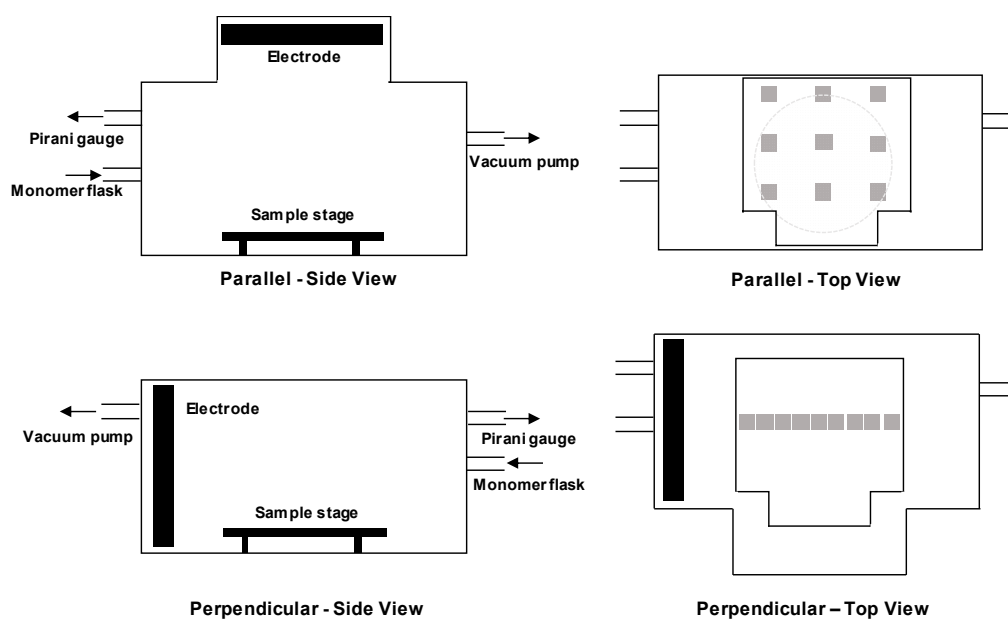 Electrode
Pirani gauge
Monomer flask
Vacuum pump
Sample stage
Parallel - Side View
Parallel - Top View
Electrode
Vacuum pump
Pirani gauge
Monomer flask
Sample stage
Perpendicular - Side View
Perpendicular – Top View